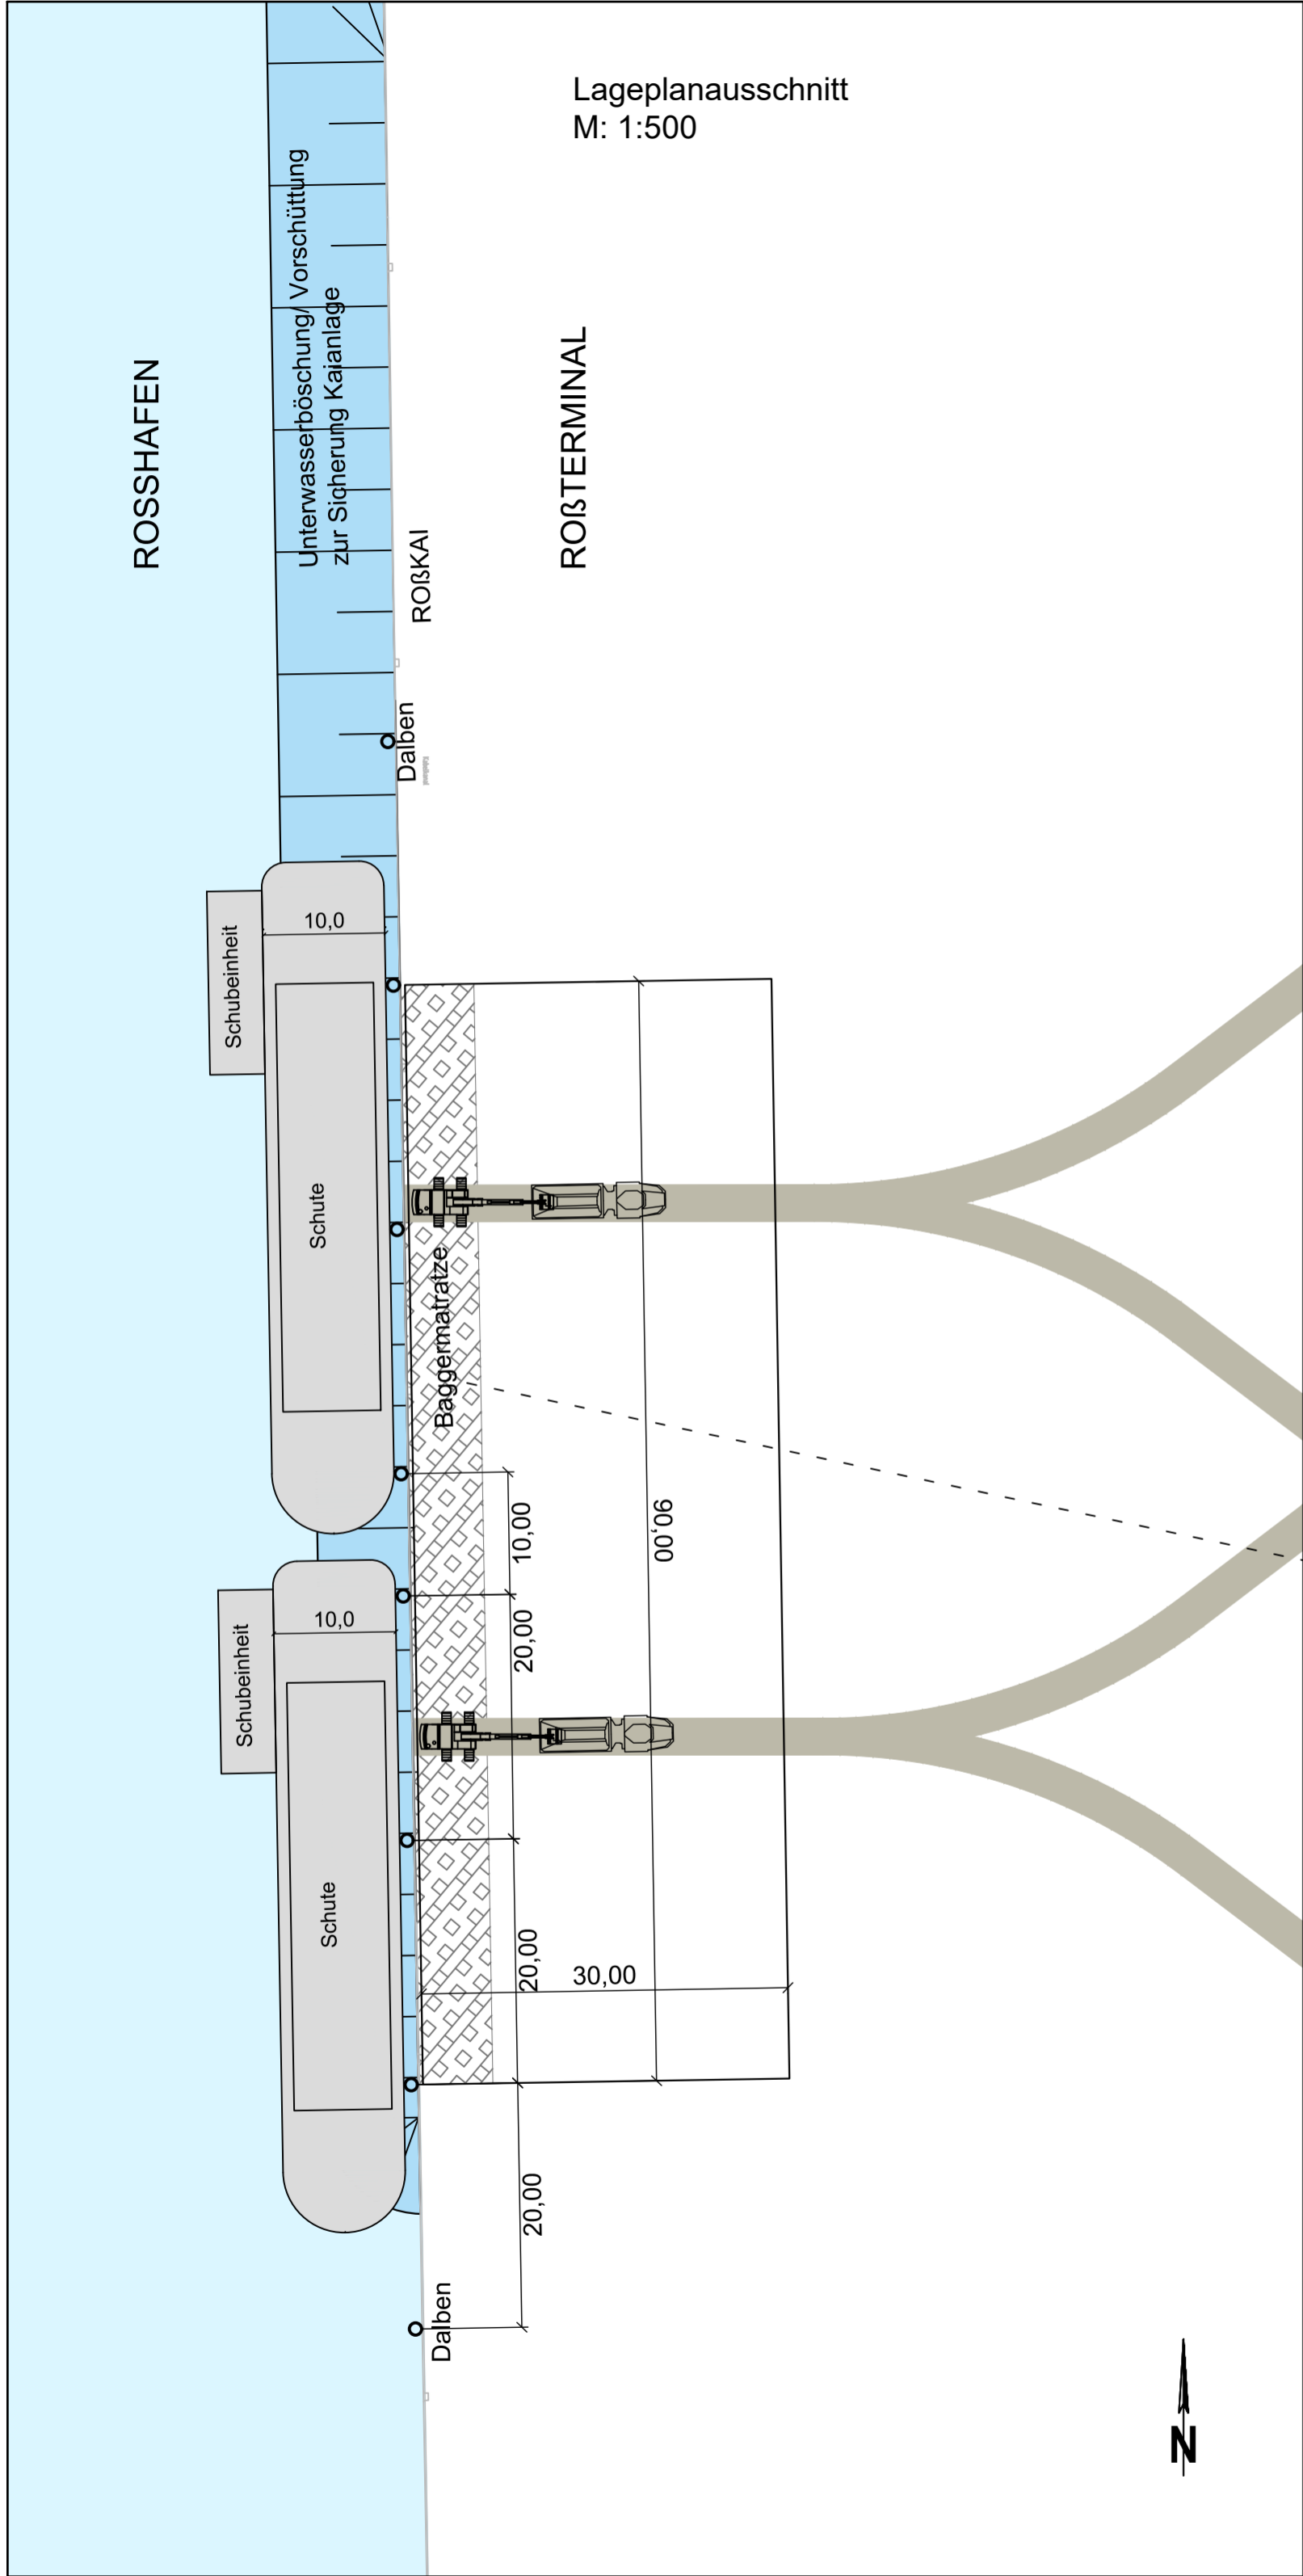 Lageplanausschnitt
M: 1:500
ROSSHAFEN
Unterwasserböschung/ Vorschüttung
zur Sicherung Kaianlage
ROßKAI
ROßTERMINAL
Dalben
10,0
Schubeinheit
Schute
Baggermatratze
10,00
90,00
20,00
10,0
Schubeinheit
Schute
20,00
30,00
20,00
Dalben
N